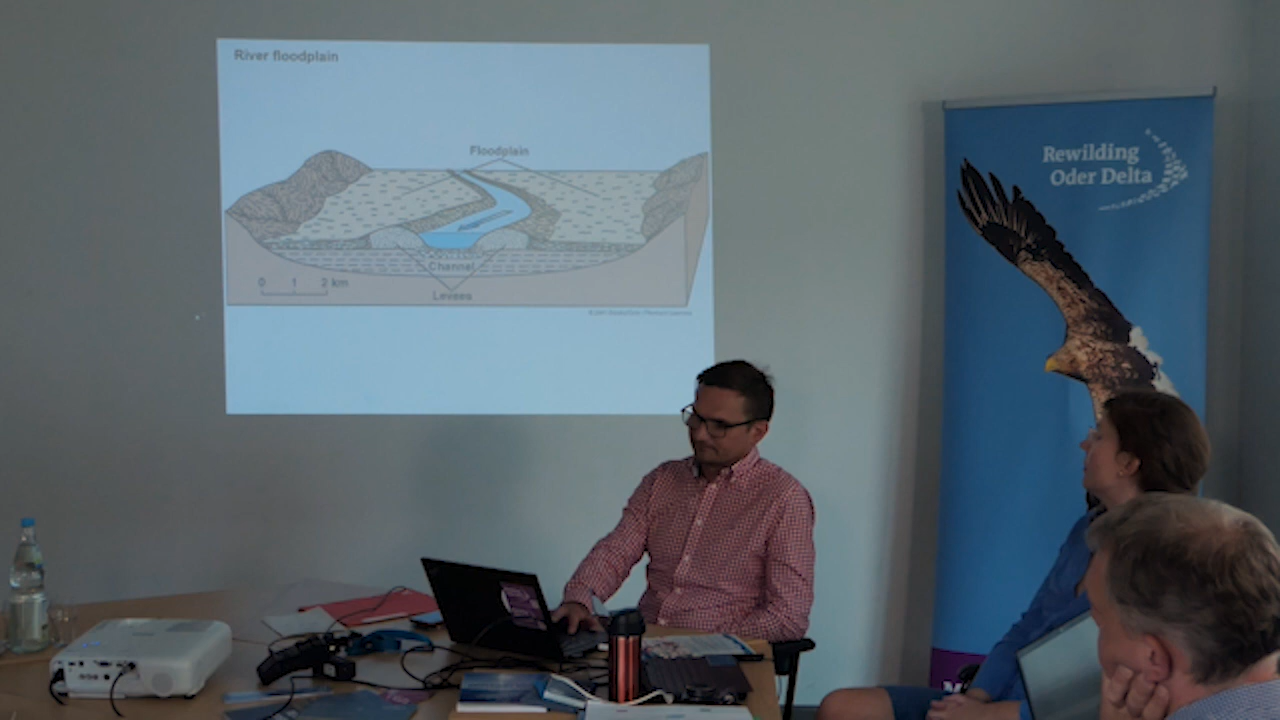 River floodplain
Floodplain
Channel
0 1 2 km
Levees
Rewilding
Oder Delta